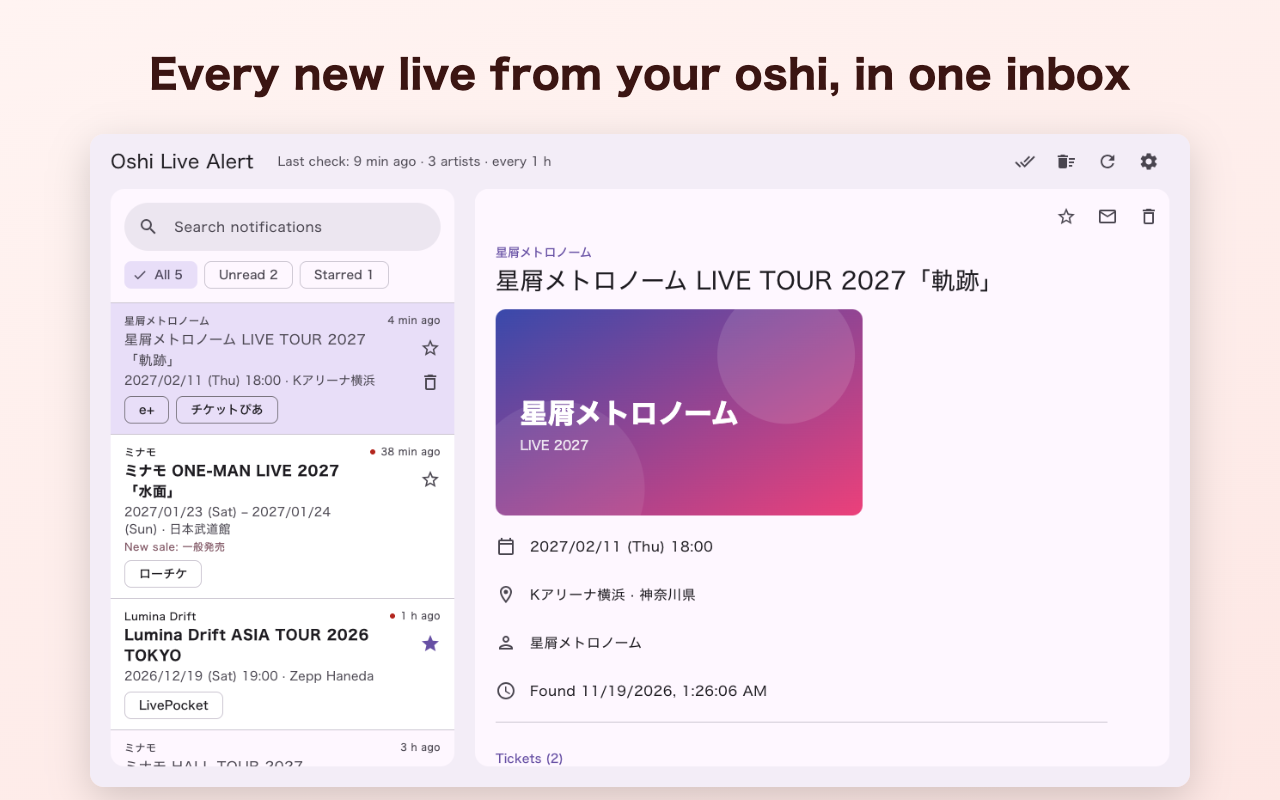 Every new live from your oshi, in one inbox
Oshi Live Alert
Last check: 9 min ago · 3 artists · every 1 h
Search notifications
All 5
Unread 2
Starred 1
星屑メトロノーム
4 min ago
星屑メトロノーム LIVE TOUR 2027
「軌跡」
2027/02/11 (Thu) 18:00 · Kアリーナ横浜
e+
チケットぴあ
ミナモ
38 min ago
ミナモ ONE-MAN LIVE 2027
「水面」
2027/01/23 (Sat) – 2027/01/24
(Sun) · 日本武道館
New sale: 一般発売
ローチケ
Lumina Drift
1 h ago
Lumina Drift ASIA TOUR 2026
TOKYO
2026/12/19 (Sat) 19:00 · Zepp Haneda
LivePocket
ミナモ
3 h ago
ミナモ HALL TOUR 2027
星屑メトロノーム
星屑メトロノーム LIVE TOUR 2027「軌跡」
星屑メトロノーム
LIVE 2027
2027/02/11 (Thu) 18:00
Kアリーナ横浜 · 神奈川県
星屑メトロノーム
Found 11/19/2026, 1:26:06 AM
Tickets (2)